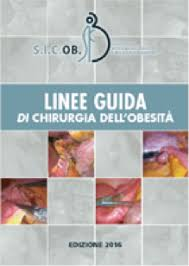 S.I.C.OB.
LINEE GUIDA
DI CHIRURGIA DELL'OBESITÀ
EDIZIONE 2016